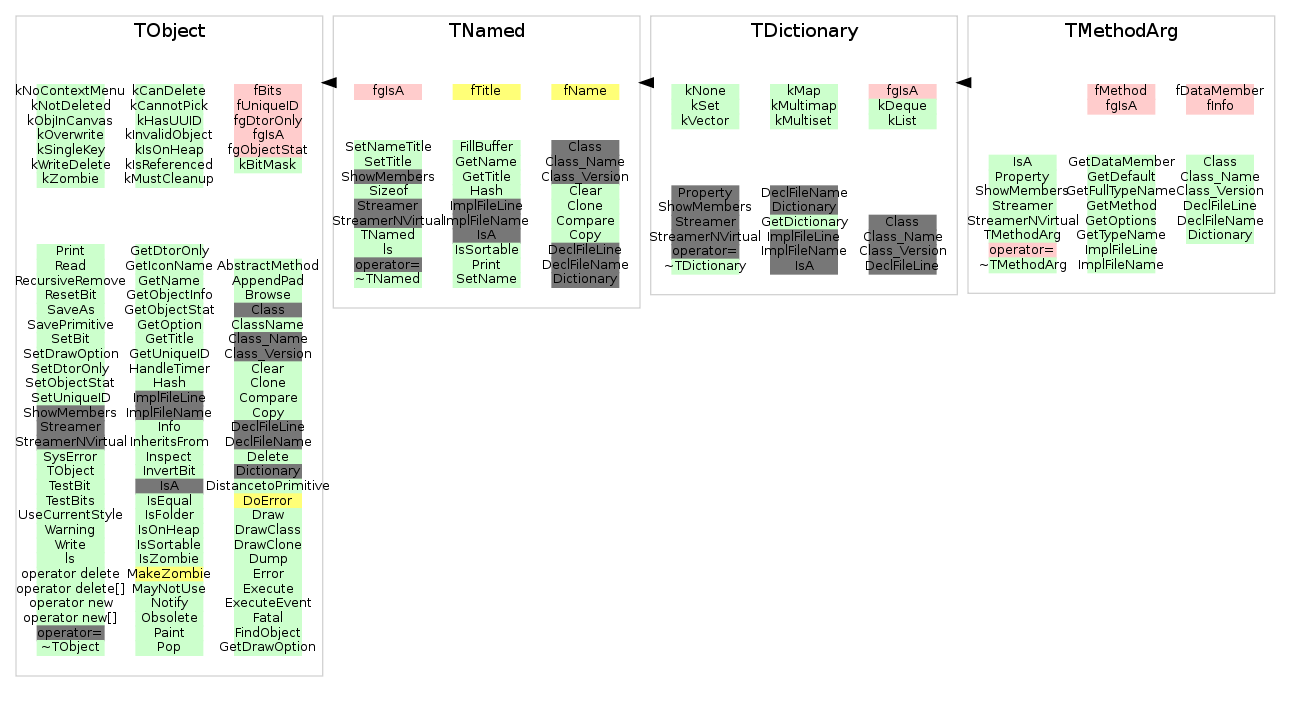 TObject
kNoContextMenu
kNotDeleted
kObjInCanvas
kOverwrite
kSingleKey
kWriteDelete
kZombie
kCanDelete
kCannotPick
kHasUUID
kInvalidObject
kIsOnHeap
kIsReferenced
kMustCleanup
fBits
fUniqueID
fgDtorOnly
fgIsA
fgObjectStat
kBitMask
Print
Read
RecursiveRemove
ResetBit
SaveAs
SavePrimitive
SetBit
SetDrawOption
SetDtorOnly
SetObjectStat
SetUniqueID
ShowMembers
Streamer
StreamerNVirtual
SysError
TObject
TestBit
TestBits
UseCurrentStyle
Warning
Write
ls
operator delete
operator delete[]
operator new
operator new[]
operator=
~TObject
GetDtorOnly
GetIconName
GetName
GetObjectInfo
GetObjectStat
GetOption
GetTitle
GetUniqueID
HandleTimer
Hash
ImplFileLine
ImplFileName
Info
InheritsFrom
Inspect
InvertBit
IsA
IsEqual
IsFolder
IsOnHeap
IsSortable
IsZombie
MakeZombie
MayNotUse
Notify
Obsolete
Paint
Pop
AbstractMethod
AppendPad
Browse
Class
ClassName
Class_Name
Class_Version
Clear
Clone
Compare
Copy
DeclFileLine
DeclFileName
Delete
Dictionary
DistancetoPrimitive
DoError
Draw
DrawClass
DrawClone
Dump
Error
Execute
ExecuteEvent
Fatal
FindObject
GetDrawOption
TNamed
fgIsA
fTitle
fName
SetNameTitle
SetTitle
ShowMembers
Sizeof
Streamer
StreamerNVirtual
TNamed
ls
operator=
~TNamed
FillBuffer
GetName
GetTitle
Hash
ImplFileLine
ImplFileName
IsA
IsSortable
Print
SetName
Class
Class_Name
Class_Version
Clear
Clone
Compare
Copy
DeclFileLine
DeclFileName
Dictionary
TDictionary
kNone
kSet
kVector
kMap
kMultimap
kMultiset
fgIsA
kDeque
kList
Property
ShowMembers
Streamer
StreamerNVirtual
operator=
~TDictionary
DeclFileName
Dictionary
GetDictionary
ImplFileLine
ImplFileName
IsA
Class
Class_Name
Class_Version
DeclFileLine
TMethodArg
fMethod
fgIsA
fDataMember
fInfo
IsA
Property
ShowMembers
Streamer
StreamerNVirtual
TMethodArg
operator=
~TMethodArg
GetDataMember
GetDefault
GetFullTypeName
GetMethod
GetOptions
GetTypeName
ImplFileLine
ImplFileName
Class
Class_Name
Class_Version
DeclFileLine
DeclFileName
Dictionary